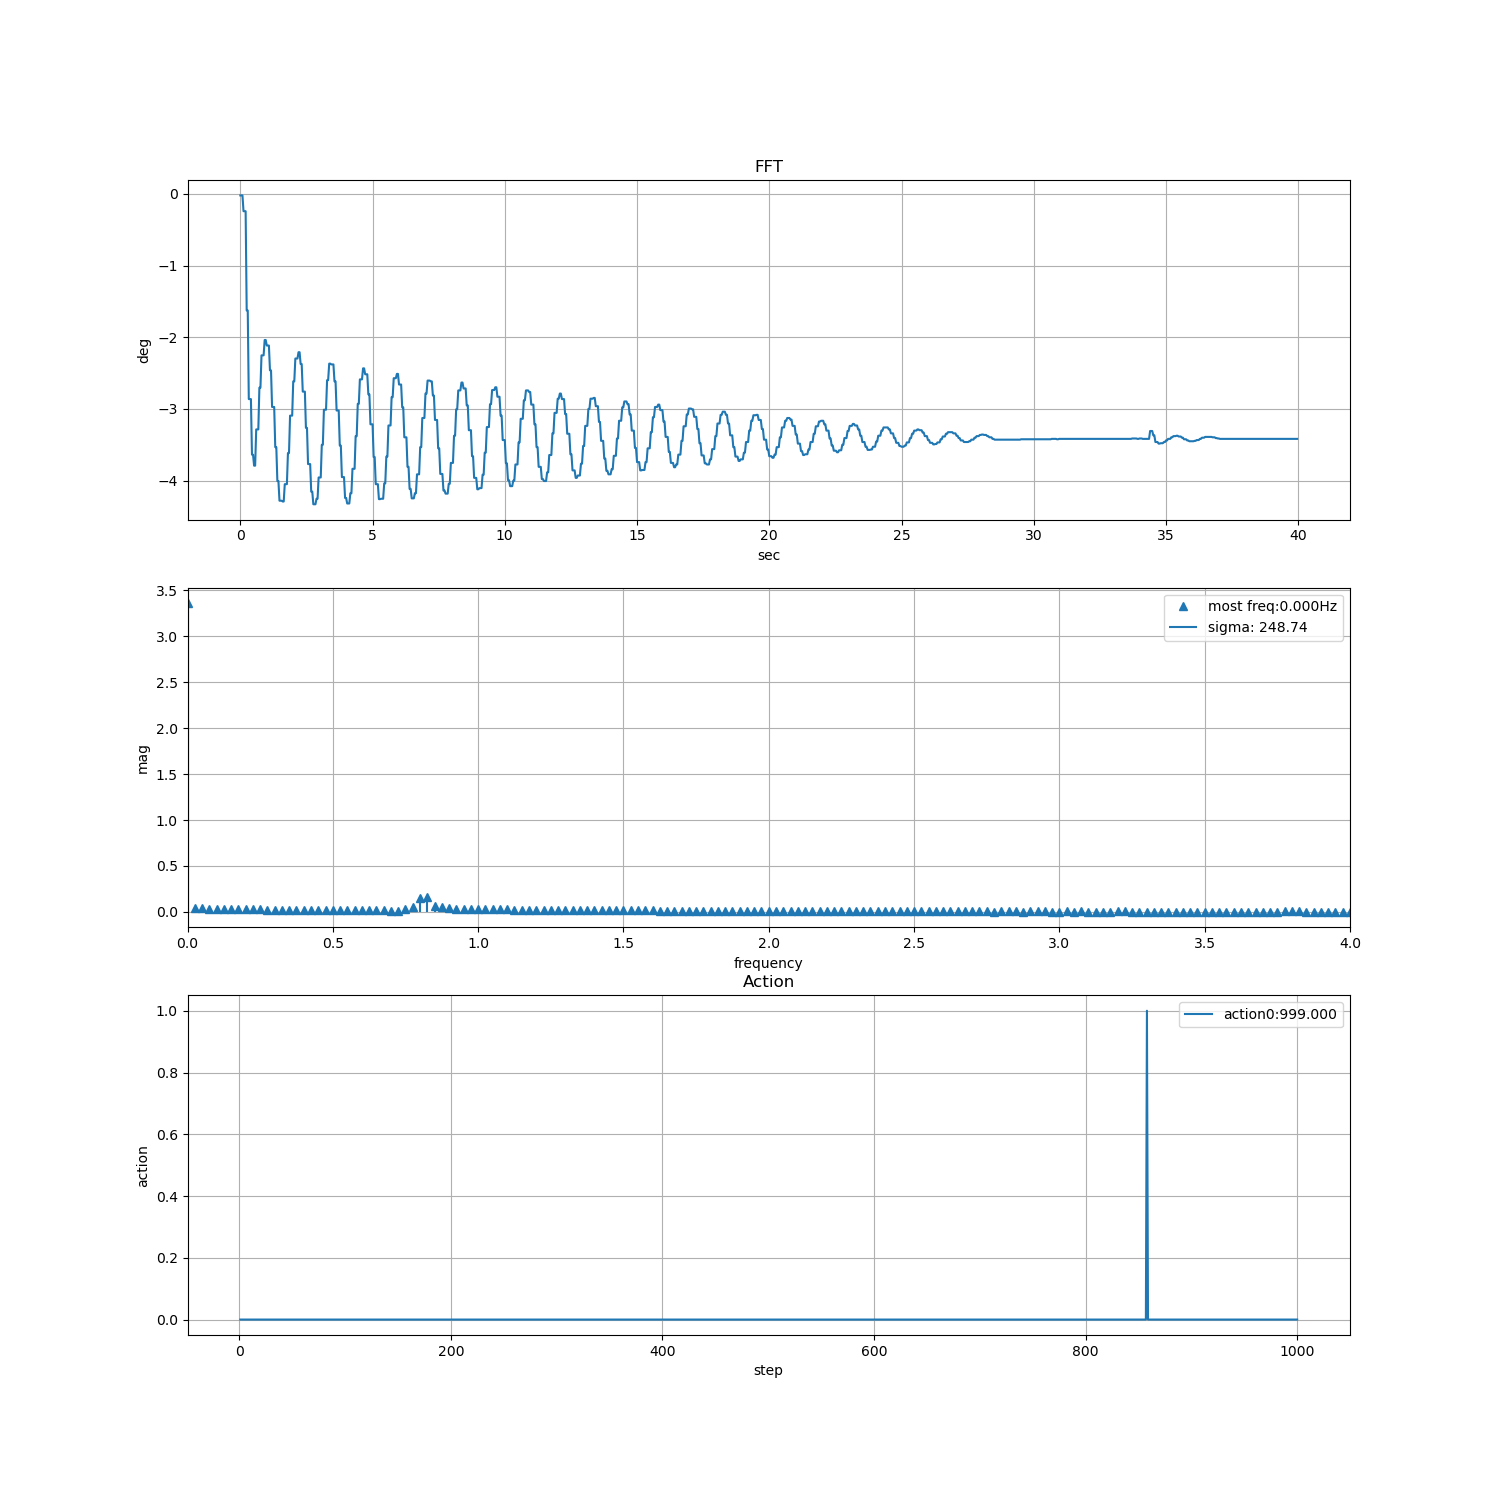 FFT
0
−1
−2
−3
−4
deg
0 5 10 15 20 25 30 35 40
sec
3.5
3.0
2.5
2.0
1.5
1.0
0.5
0.0
mag
most freq:0.000Hz
sigma: 248.74
0.0 0.5 1.0 1.5 2.0 2.5 3.0 3.5 4.0
frequency
Action
1.0
0.8
0.6
0.4
0.2
0.0
action
action0:999.000
0 200 400 600 800 1000
step